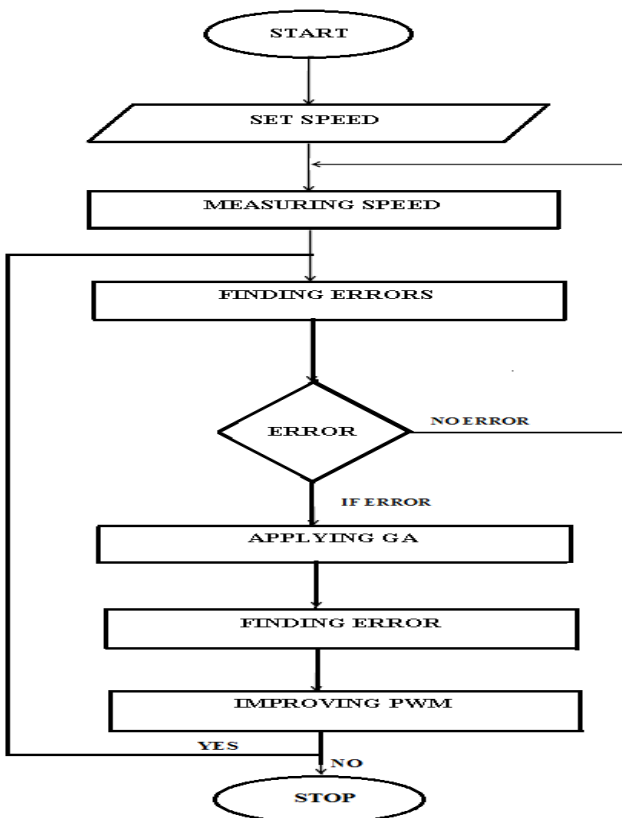 START
SET SPEED
MEASURING SPEED
FINDING ERRORS
ERROR
NO ERROR
IF ERROR
APPLYING GA
FINDING ERROR
IMPROVING PWM
YES
NO
STOP